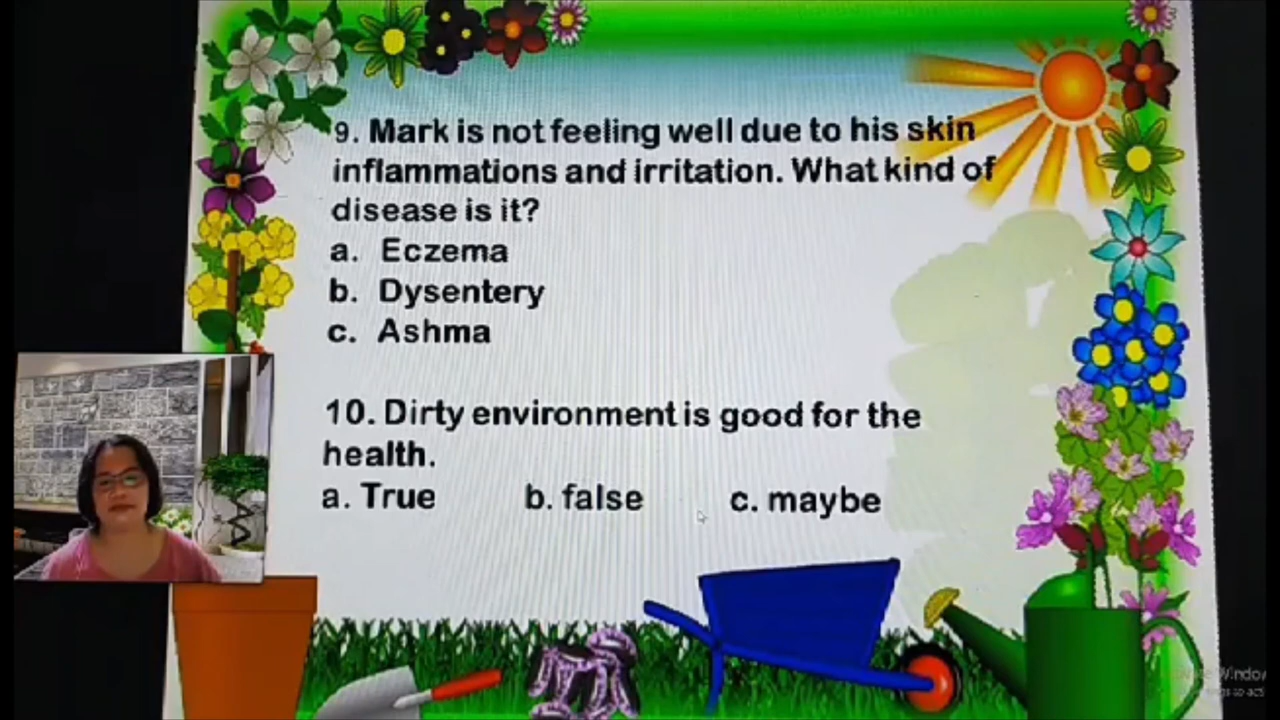 9. Mark is not feeling well due to his skin
inflammations and irritation. What kind of
disease is it?
a. Eczema
b. Dysentery
c. Ashma
10. Dirty environment is good for the
health.
a. True b. false c. maybe